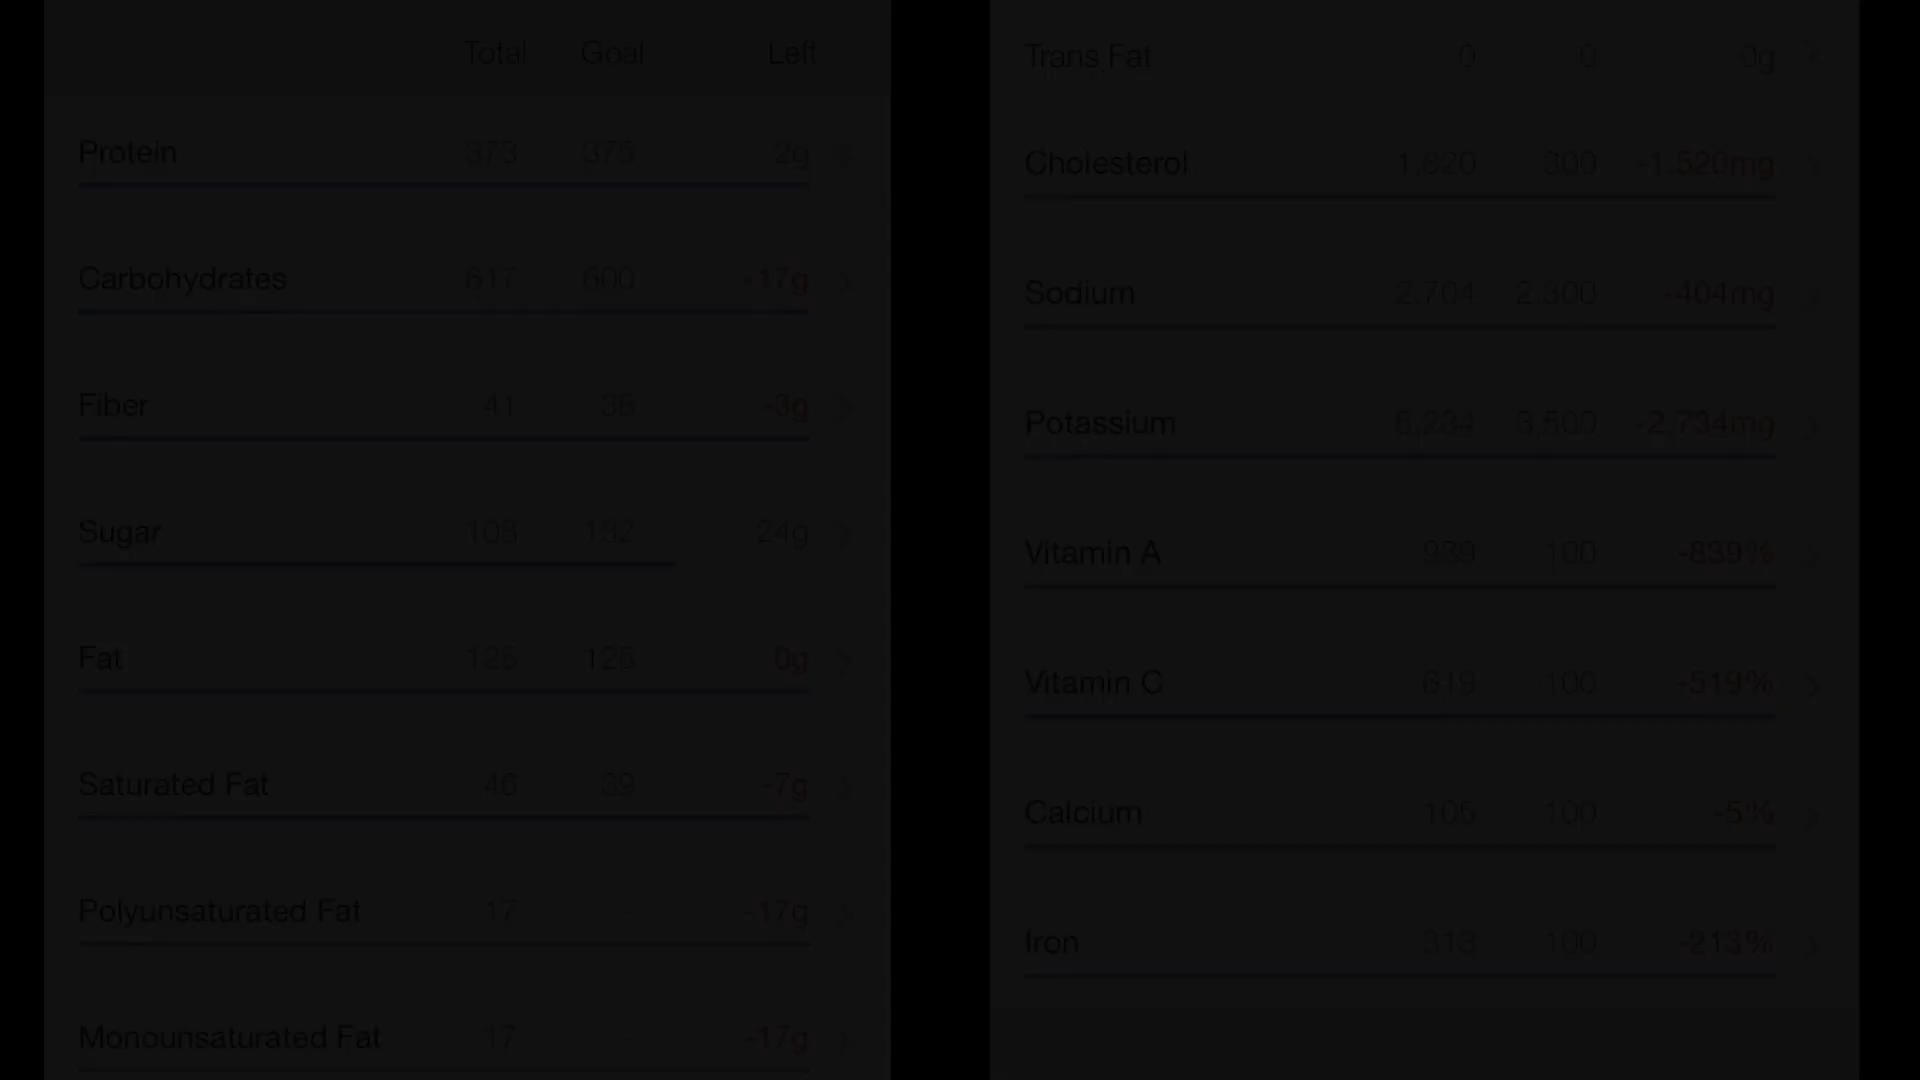 Total Goal Left
Protein 373 375 2g
Carbohydrates 617 600 -17g
Fiber 41 38 -3g
Sugar 108 132 24g
Fat 125 125 0g
Saturated Fat 46 39 -7g
Polyunsaturated Fat 17 -17g
Monounsaturated Fat 17 - -17g
Trans Fat 0 0 0g
Cholesterol 1,820 300 -1,520mg
Sodium 2,704 2,300 -404mg
Potassium 6,234 3,500 -2,734mg
Vitamin A 939 100 -839%
Vitamin C 619 100 -519%
Calcium 105 100 -5%
Iron 313 100 -213%